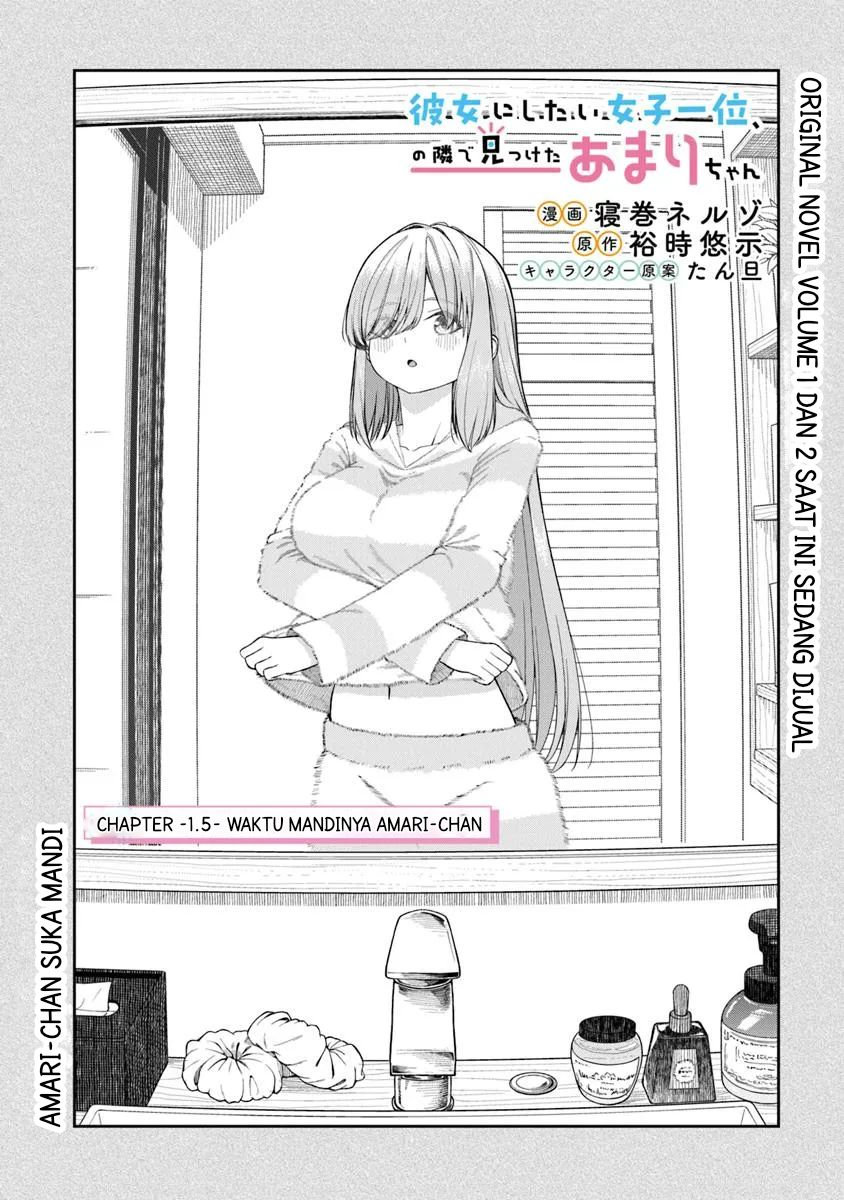 彼女にしたい女子一位、
の隣で見つけたあまりちゃん
漫画 寝巻ネルゾ
原作 裕時悠示
キャラクター原案 たん旦
ORIGINAL NOVEL VOLUME 1 DAN 2 SAAT INI SEDANG DIJUAL
CHAPTER -1.5- WAKTU MANDINYA AMARI-CHAN
AMARI-CHAN SUKA MANDI